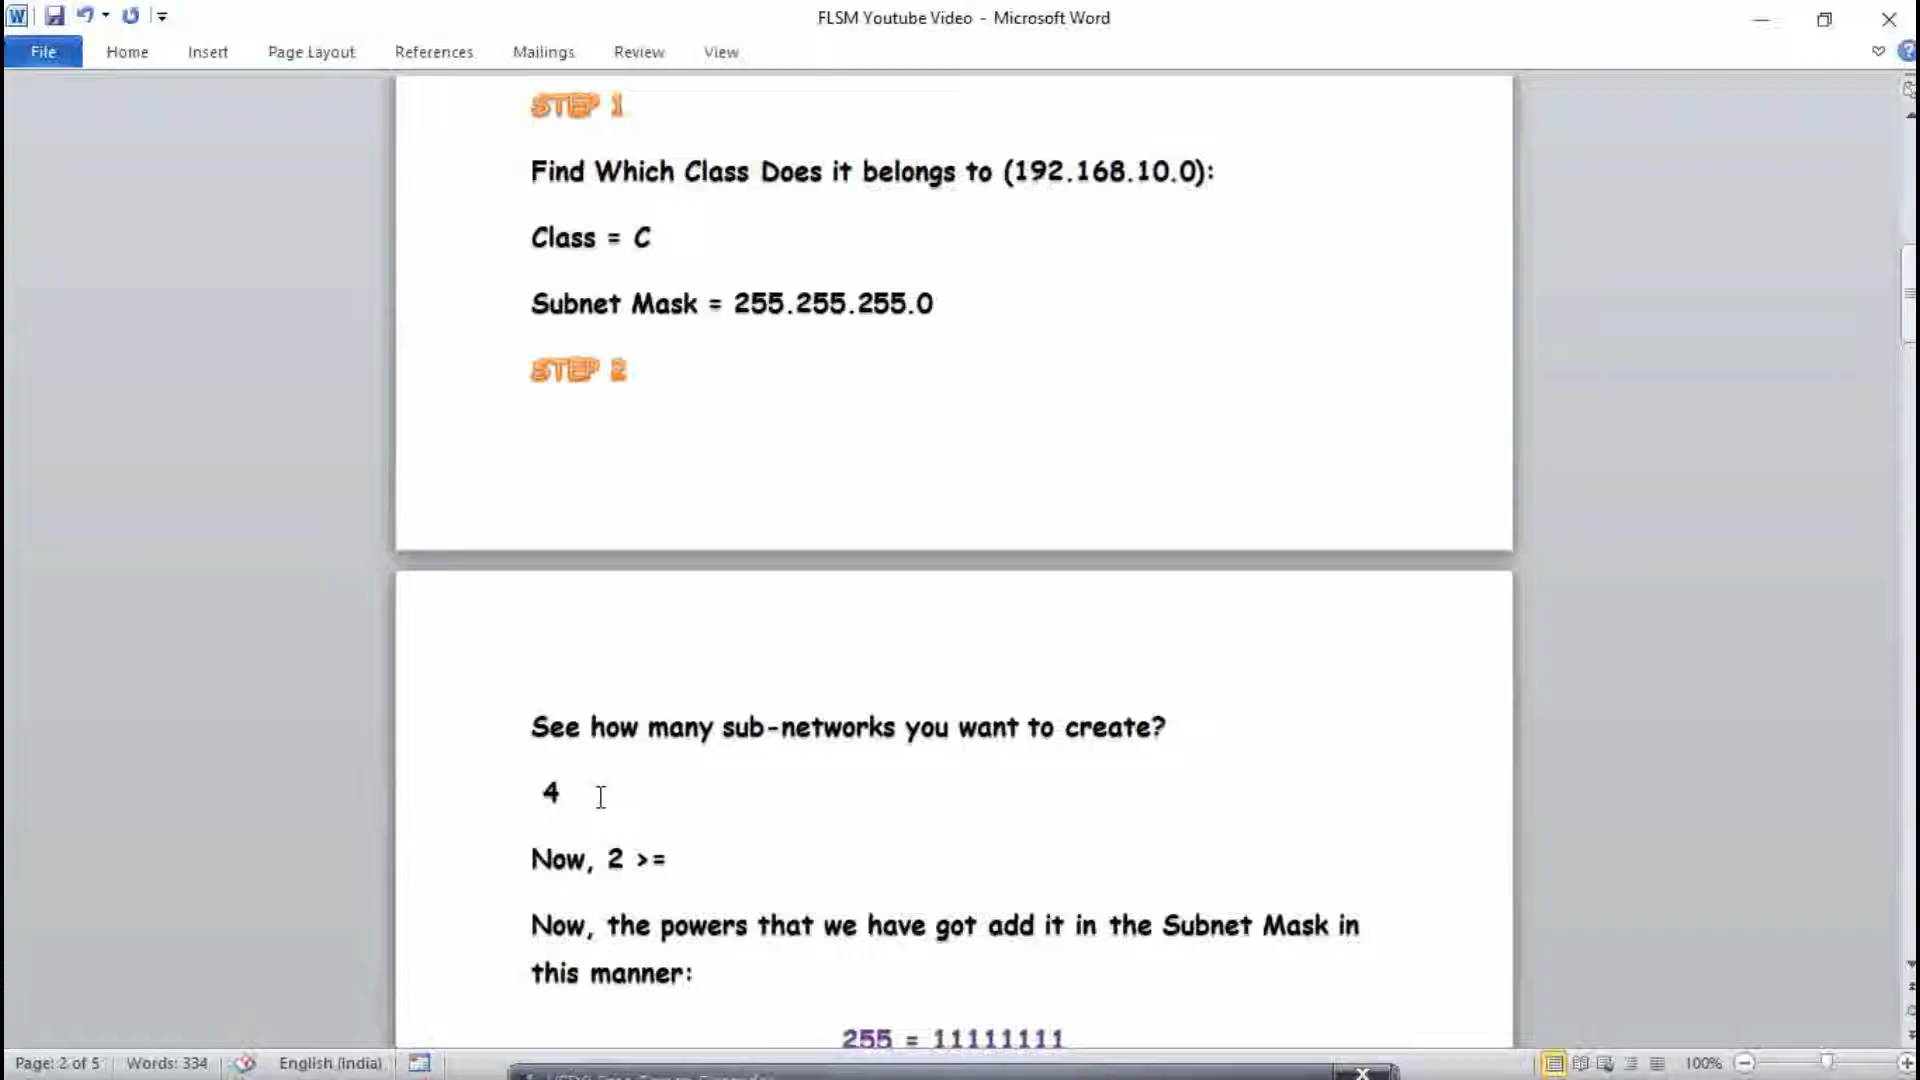 FLSM Youtube Video - Microsoft Word
File Home Insert Page Layout References Mailings Review View
STEP 1
Find Which Class Does it belongs to (192.168.10.0):
Class = C
Subnet Mask = 255.255.255.0
STEP 2
See how many sub-networks you want to create?
4
Now, 2 >=
Now, the powers that we have got add it in the Subnet Mask in
this manner:
255 = 11111111
Page: 2 of 5 Words: 334 English (India) 100%